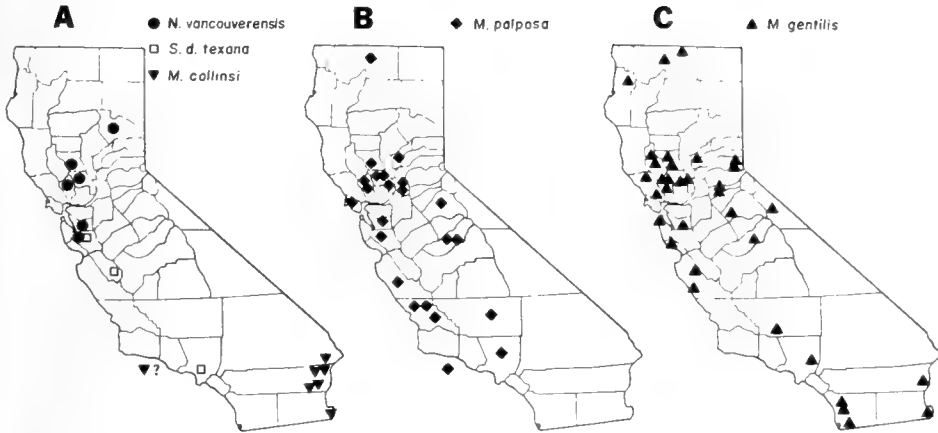 A
N. vancouverensis
S. d. texana
M. collinsi
?
B
M. palposa
C
M gentilis